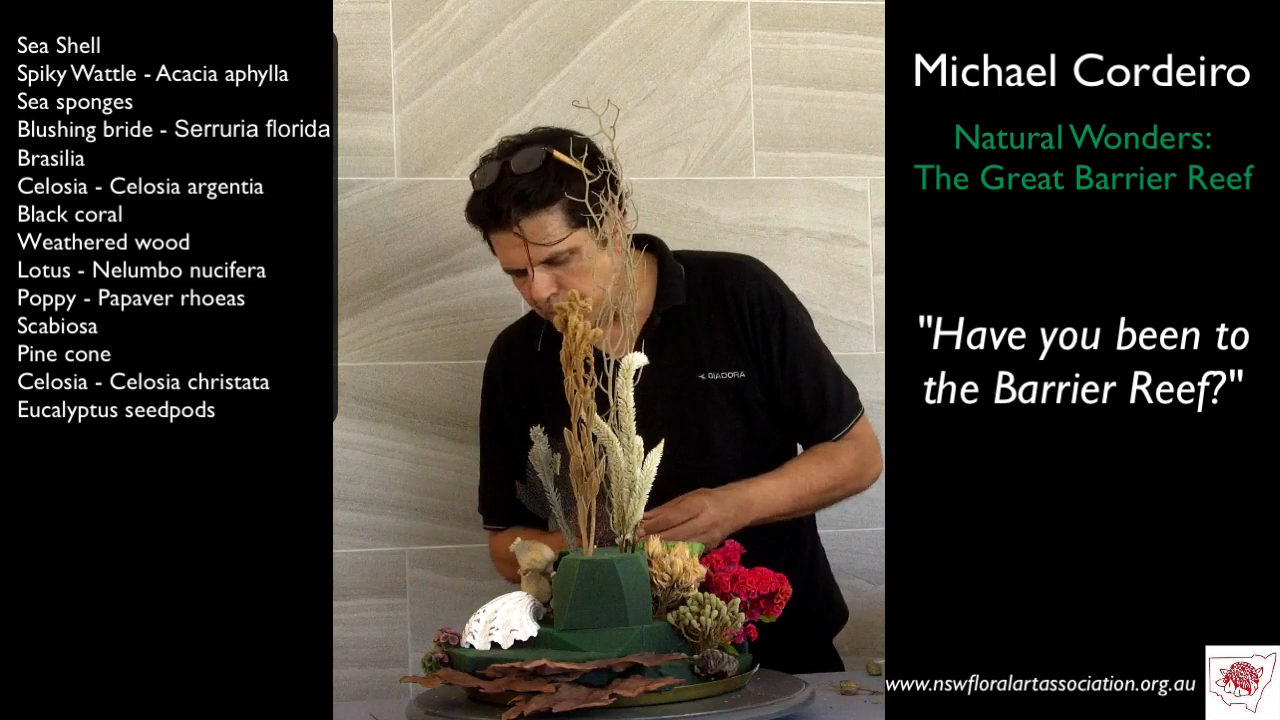 Sea Shell
Spiky Wattle - Acacia aphylla
Sea sponges
Blushing bride - Serruria florida
Brasilia
Celosia - Celosia argentia
Black coral
Weathered wood
Lotus - Nelumbo nucifera
Poppy - Papaver rhoeas
Scabiosa
Pine cone
Celosia - Celosia christata
Eucalyptus seedpods
DIADORA
Michael Cordeiro
Natural Wonders:
The Great Barrier Reef
"Have you been to
the Barrier Reef?"
www.nswfloralartassociation.org.au